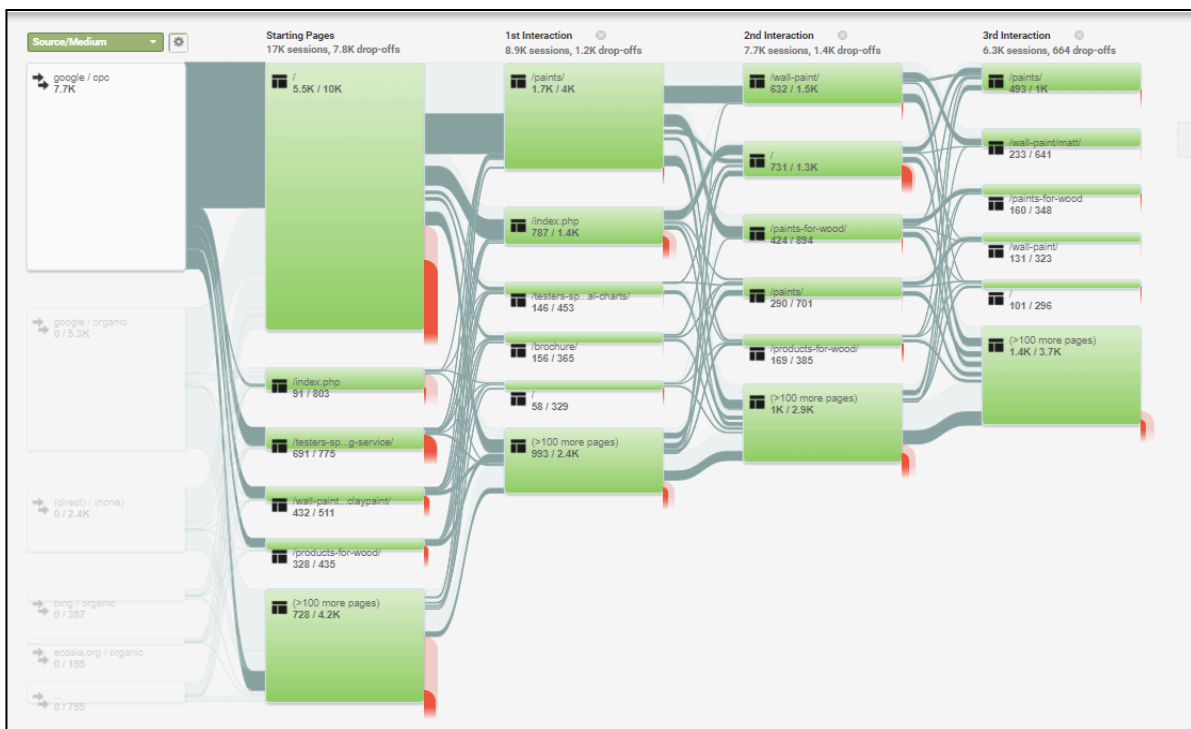 Source/Medium
google / cpc
7.7K
google / organic
0 / 5.3K
(direct) / (none)
0 / 2.4K
bing / organic
0 / 387
ecosia.org / organic
0 / 195
...
0 / 755
Starting Pages
17K sessions, 7.8K drop-offs
/
5.5K / 10K
/index.php
91 / 803
/testers-sp...g-service/
691 / 775
/wall-paint...claypaint/
432 / 511
/products-for-wood/
328 / 435
(>100 more pages)
728 / 4.2K
1st Interaction
8.9K sessions, 1.2K drop-offs
/paints/
1.7K / 4K
/index.php
787 / 1.4K
/testers-sp...al-charts/
146 / 453
/brochure/
156 / 365
/
58 / 329
(>100 more pages)
993 / 2.4K
2nd Interaction
7.7K sessions, 1.4K drop-offs
/wall-paint/
632 / 1.5K
/
731 / 1.3K
/paints-for-wood/
424 / 894
/paints/
290 / 701
/products-for-wood/
169 / 385
(>100 more pages)
1K / 2.9K
3rd Interaction
6.3K sessions, 664 drop-offs
/paints/
493 / 1K
/wall-paint/matt/
233 / 641
/paints-for-wood
160 / 348
/wall-paint/
131 / 323
/
101 / 296
(>100 more pages)
1.4K / 3.7K